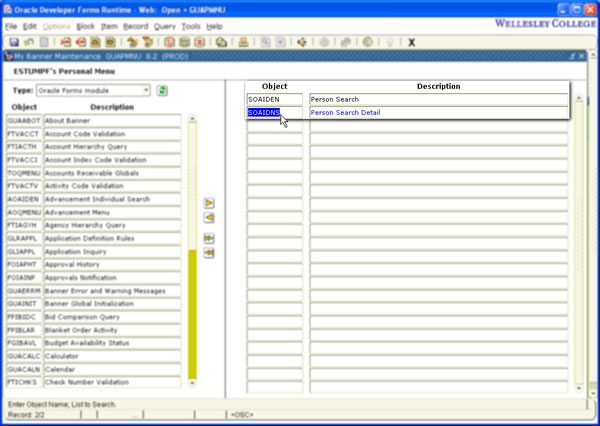 Oracle Developer Forms Runtime - Web: Open > GUAPMNU
File Edit Options Block Item Record Query Tools Help
WELLESLEY COLLEGE
X
My Banner Maintenance GUAPMNU 8.2 (PROD)
ESTUMPF's Personal Menu
Type: Oracle Forms module
Object Description
GUAABOT About Banner
FTVACCT Account Code Validation
FTIACTH Account Hierarchy Query
FTVACCI Account Index Code Validation
TOQMENU Accounts Receivable Globals
FTVACTV Activity Code Validation
AOAIDEN Advancement Individual Search
AOQMENU Advancement Menu
FTIAGYH Agency Hierarchy Query
GLRAPPL Application Definition Rules
GLIAPPL Application Inquiry
FOIAPHT Approval History
FOIAINP Approvals Notification
GUAERRM Banner Error and Warning Messages
GUAINIT Banner Global Initialization
FPIBIDC Bid Comparison Query
FPIBLAR Blanket Order Activity
FGIBAVL Budget Availability Status
GUACALC Calculator
GUACALN Calendar
FTICHKS Check Number Validation
Object Description
SOAIDEN Person Search
SOAIDNS Person Search Detail
Enter Object Name; List to Search.
Record: 2/2 ... <OSC>